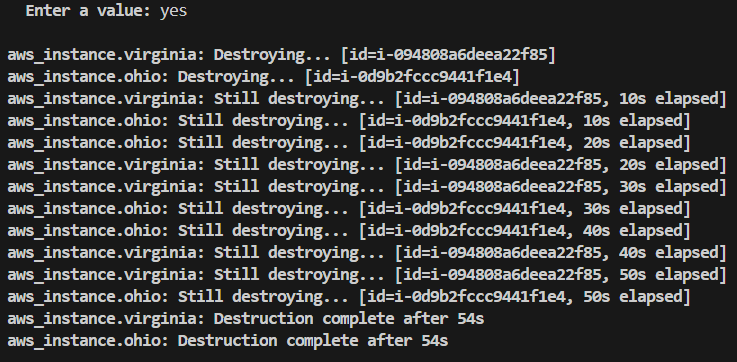 Enter a value: yes
aws_instance.virginia: Destroying... [id=i-094808a6deea22f85]
aws_instance.ohio: Destroying... [id=i-0d9b2fccc9441f1e4]
aws_instance.virginia: Still destroying... [id=i-094808a6deea22f85, 10s elapsed]
aws_instance.ohio: Still destroying... [id=i-0d9b2fccc9441f1e4, 10s elapsed]
aws_instance.ohio: Still destroying... [id=i-0d9b2fccc9441f1e4, 20s elapsed]
aws_instance.virginia: Still destroying... [id=i-094808a6deea22f85, 20s elapsed]
aws_instance.virginia: Still destroying... [id=i-094808a6deea22f85, 30s elapsed]
aws_instance.ohio: Still destroying... [id=i-0d9b2fccc9441f1e4, 30s elapsed]
aws_instance.ohio: Still destroying... [id=i-0d9b2fccc9441f1e4, 40s elapsed]
aws_instance.virginia: Still destroying... [id=i-094808a6deea22f85, 40s elapsed]
aws_instance.virginia: Still destroying... [id=i-094808a6deea22f85, 50s elapsed]
aws_instance.ohio: Still destroying... [id=i-0d9b2fccc9441f1e4, 50s elapsed]
aws_instance.virginia: Destruction complete after 54s
aws_instance.ohio: Destruction complete after 54s